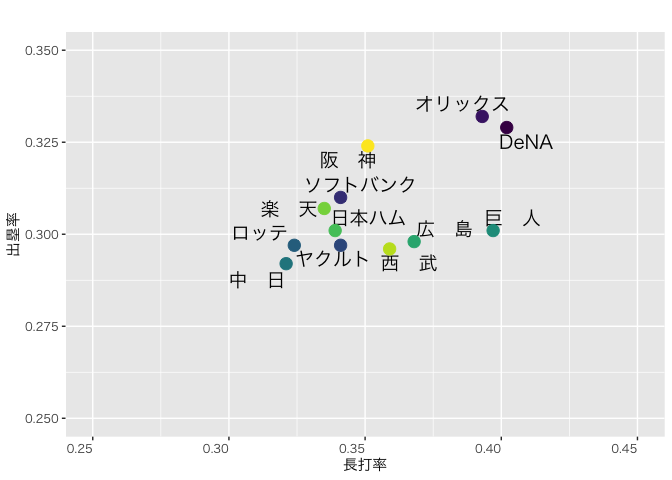 0.350
オリックス
0.325
DeNA
阪　神
ソフトバンク
楽　天
日本ハム
巨　人
広　島
0.300
ロッテ
ヤクルト
西　武
中　日
出塁率
0.275
0.250
0.25 0.30 0.35 0.40 0.45
長打率